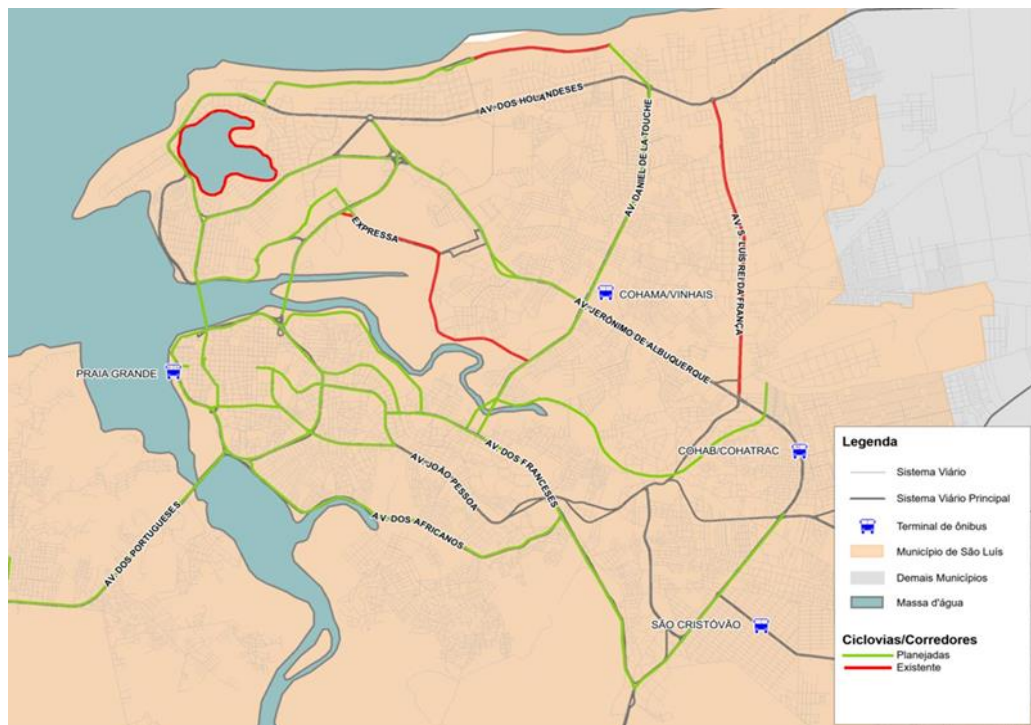 AV. DOS HOLANDESES
AV. DANIEL DE LA TOUCHE
AV. S. LUÍS REI DA FRANÇA
EXPRESSA
COHAMA/VINHAIS
AV. JERÔNIMO DE ALBUQUERQUE
PRAIA GRANDE
COHAB/COHATRAC
AV. DOS FRANCESES
AV. JOÃO PESSOA
AV. DOS AFRICANOS
AV. DOS PORTUGUESES
SÃO CRISTÓVÃO
Legenda
Sistema Viário
Sistema Viário Principal
Terminal de ônibus
Município de São Luís
Demais Municípios
Massa d'água
Ciclovias/Corredores
Planejadas
Existente